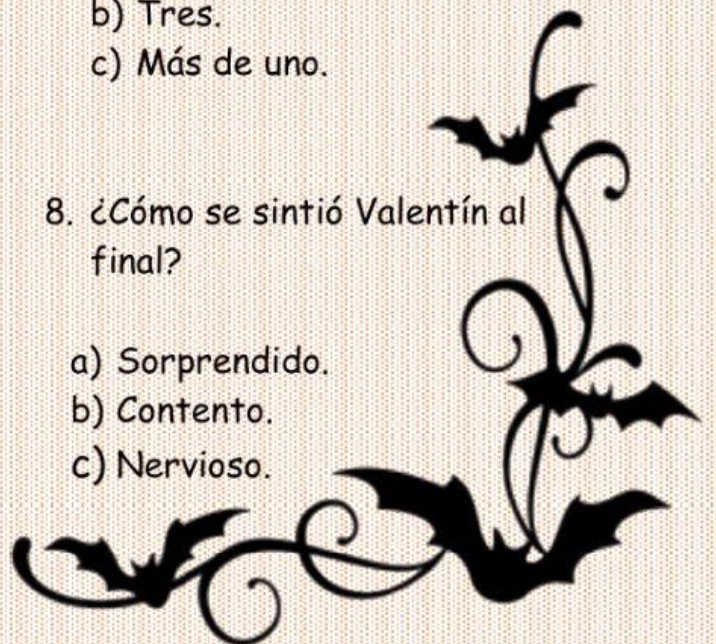 b) Tres.
c) Más de uno.
8. ¿Cómo se sintió Valentín al
final?
a) Sorprendido.
b) Contento.
c) Nervioso.